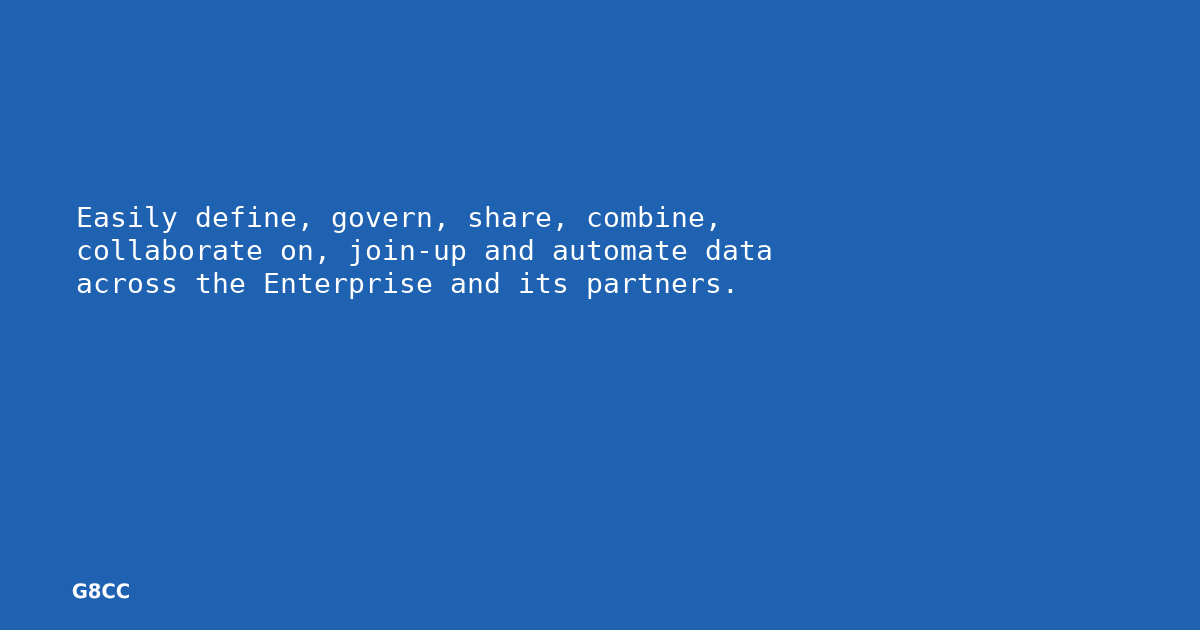 Easily define, govern, share, combine,
collaborate on, join-up and automate data
across the Enterprise and its partners.
G8CC